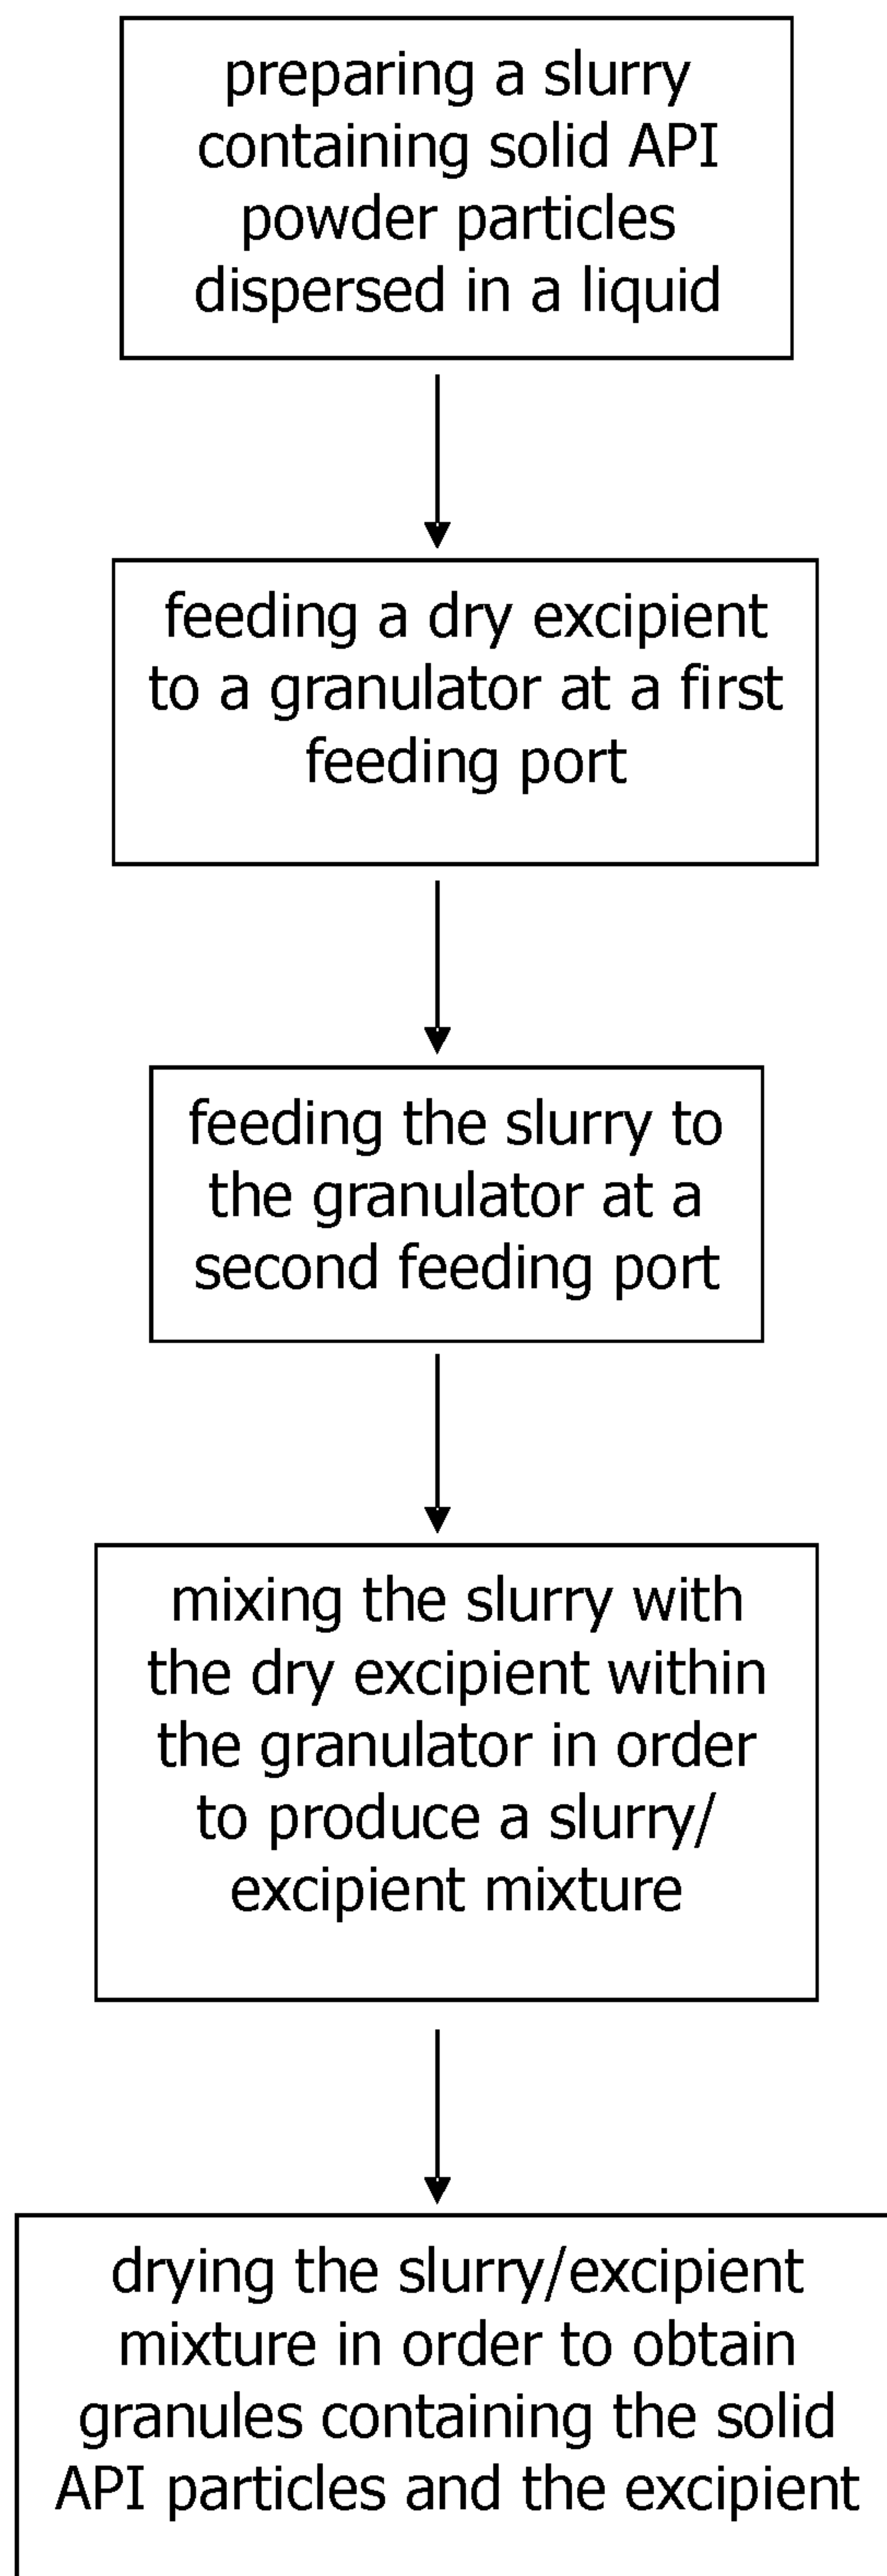 preparing a slurry
containing solid API
powder particles
dispersed in a liquid
feeding a dry excipient
to a granulator at a first
feeding port
feeding the slurry to
the granulator at a
second feeding port
mixing the slurry with
the dry excipient within
the granulator in order
to produce a slurry/
excipient mixture
drying the slurry/excipient
mixture in order to obtain
granules containing the solid
API particles and the excipient